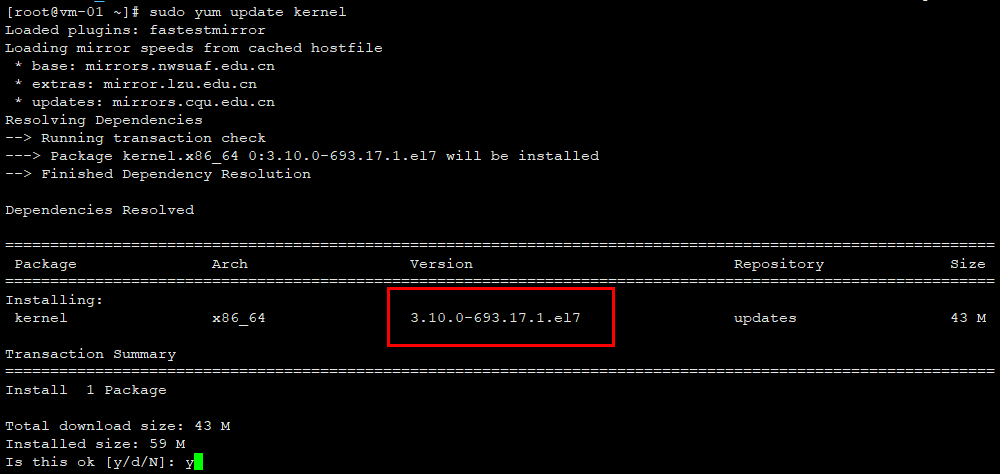 [root@vm-01 ~]# sudo yum update kernel
Loaded plugins: fastestmirror
Loading mirror speeds from cached hostfile
 * base: mirrors.nwsuaf.edu.cn
 * extras: mirror.lzu.edu.cn
 * updates: mirrors.cqu.edu.cn
Resolving Dependencies
--> Running transaction check
---> Package kernel.x86_64 0:3.10.0-693.17.1.el7 will be installed
--> Finished Dependency Resolution
Dependencies Resolved
==============================================================================================================
 Package                Arch                  Version                             Repository              Size
==============================================================================================================
Installing:
 kernel                 x86_64                3.10.0-693.17.1.el7                 updates                 43 M
Transaction Summary
==============================================================================================================
Install  1 Package
Total download size: 43 M
Installed size: 59 M
Is this ok [y/d/N]: y